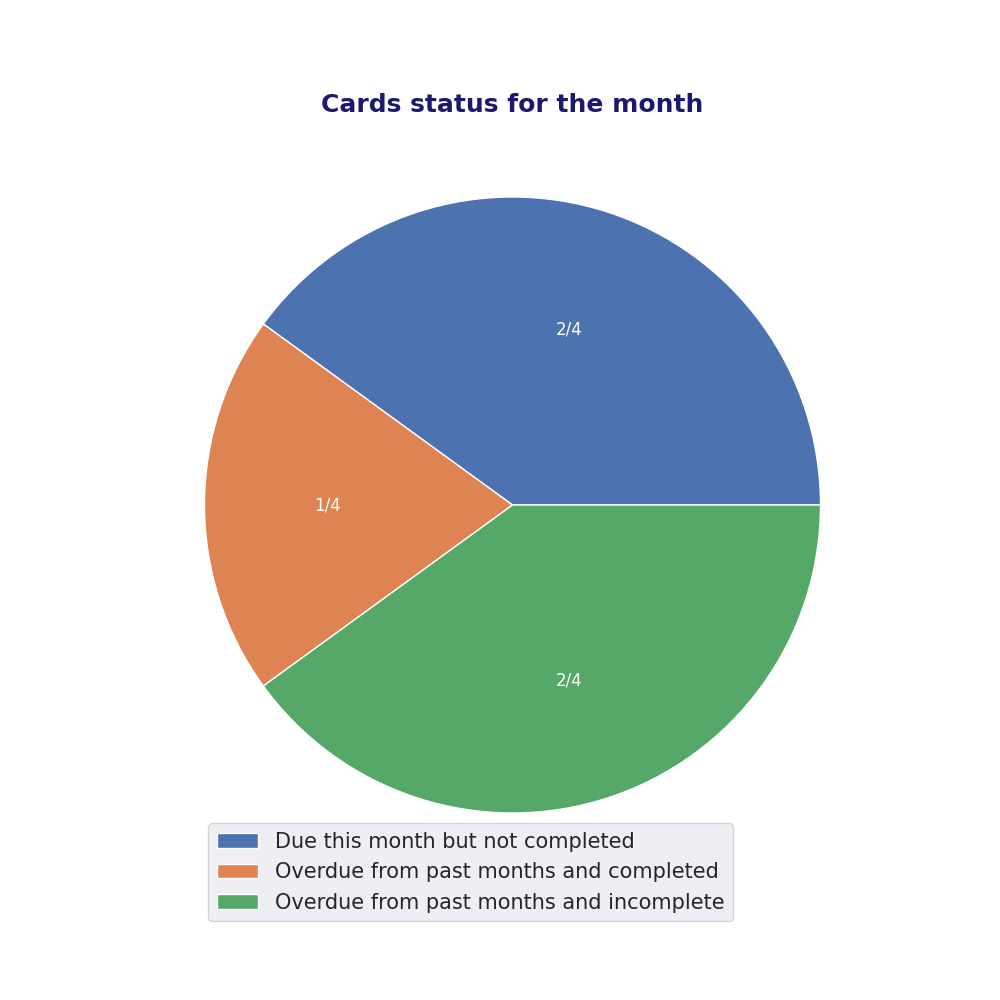 Cards status for the month
2/4
1/4
2/4
Due this month but not completed
Overdue from past months and completed
Overdue from past months and incomplete